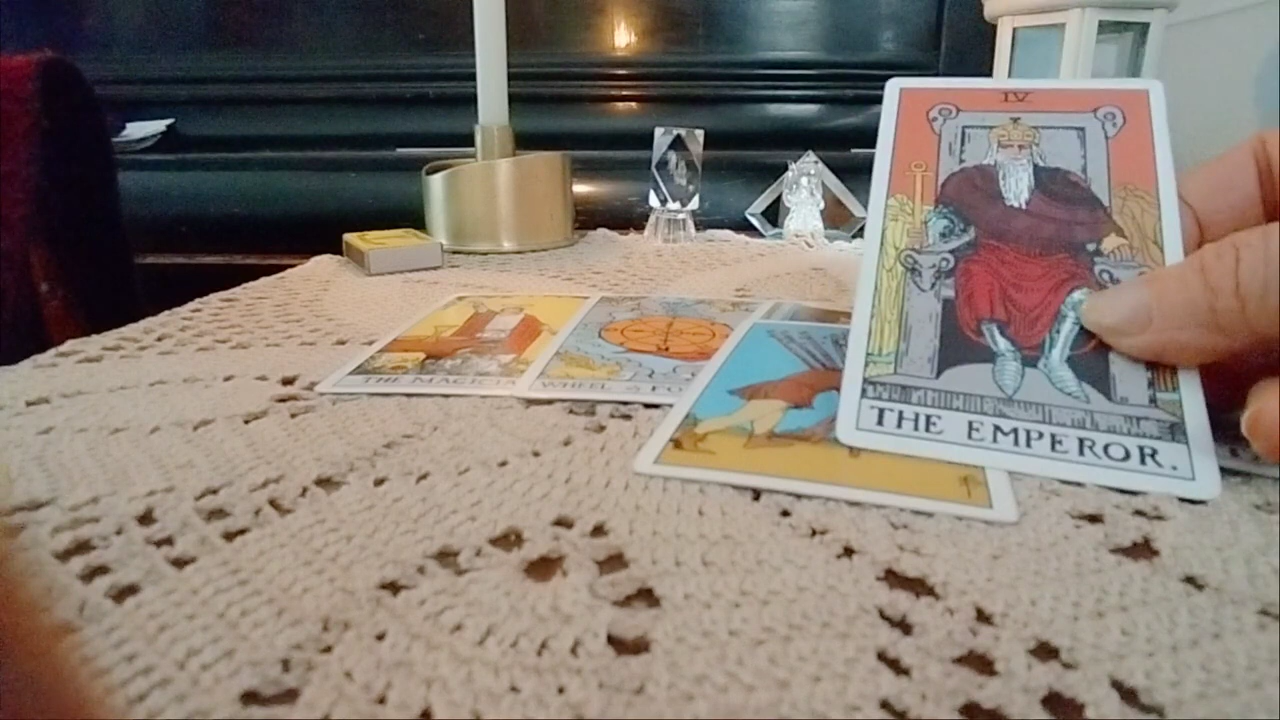 IV
THE EMPEROR.
THE MAGICIA
WHEEL